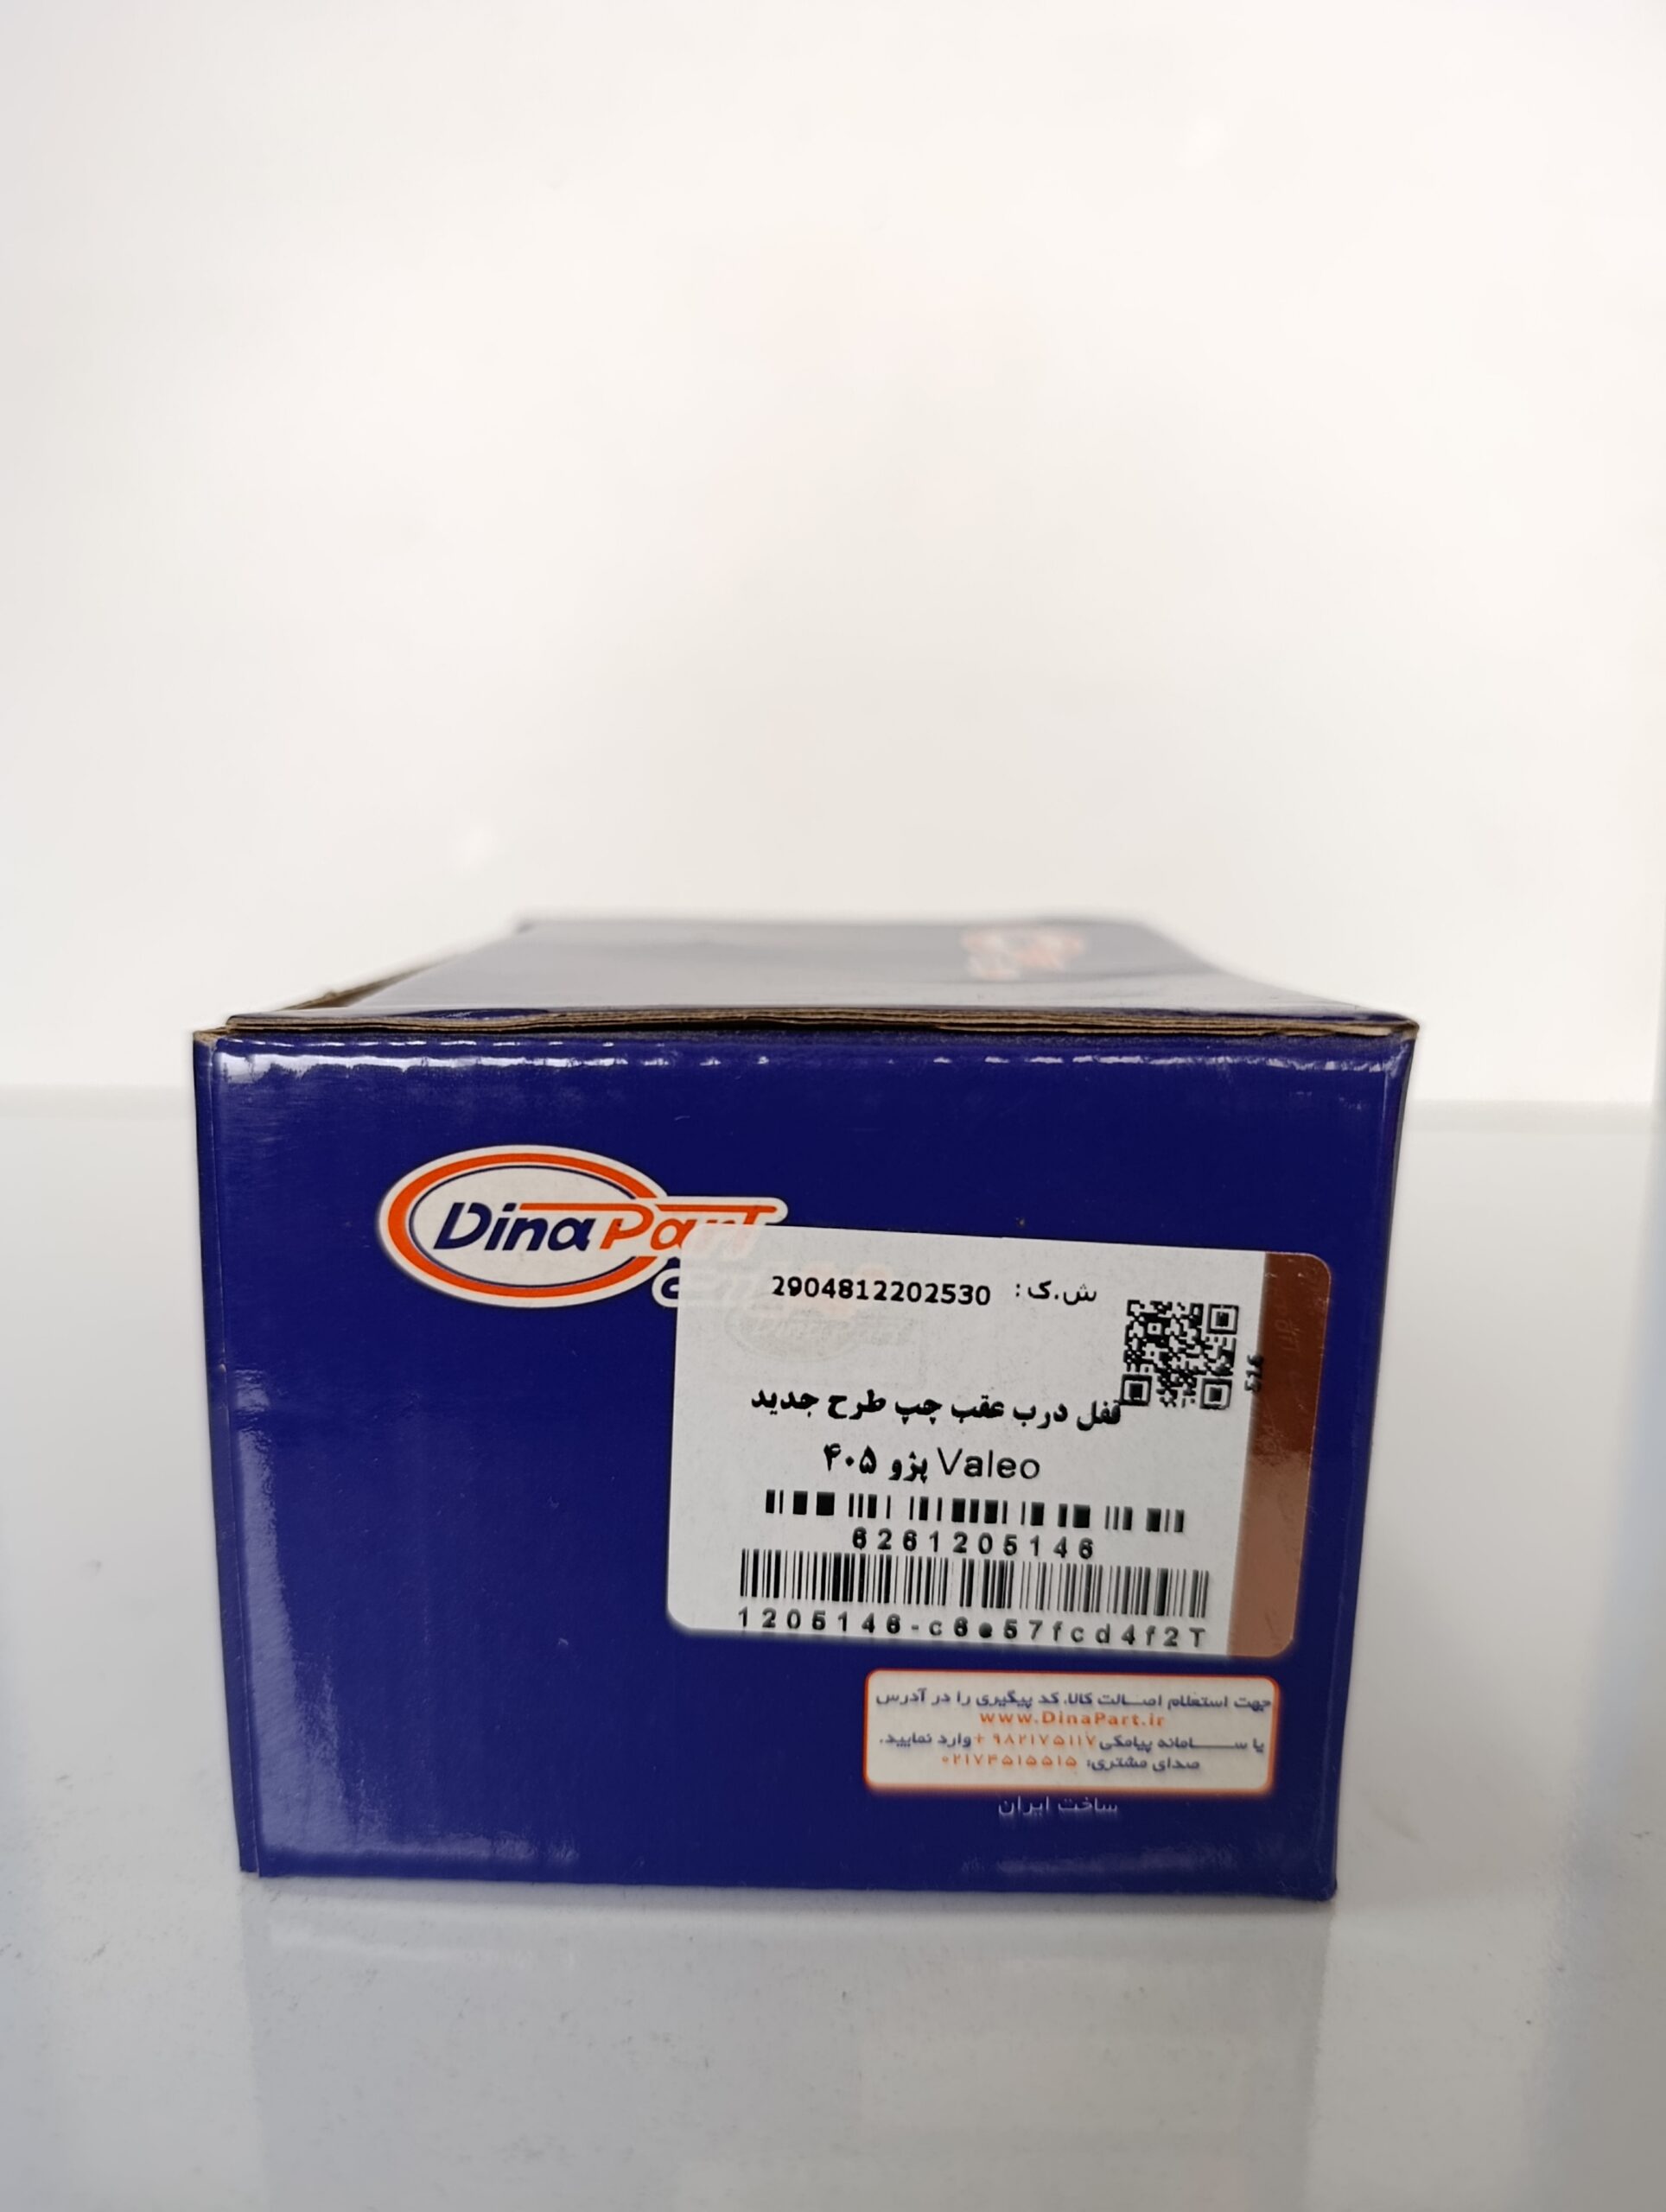 DinaPart
ش.ک: 2904812202530
قفل درب عقب چپ طرح جدید
Valeo پژو ۴۰۵
6261205146
1205146-c6e57fcd4f2T
جهت استعلام اصالت کالا، کد پیگیری را در آدرس
www.DinaPart.ir
یا سامانه پیامکی ۹۸۲۱۷۵۱۱۷+ وارد نمایید.
صدای مشتری: ۰۲۱۷۴۵۱۵۵۱۵
ساخت ایران